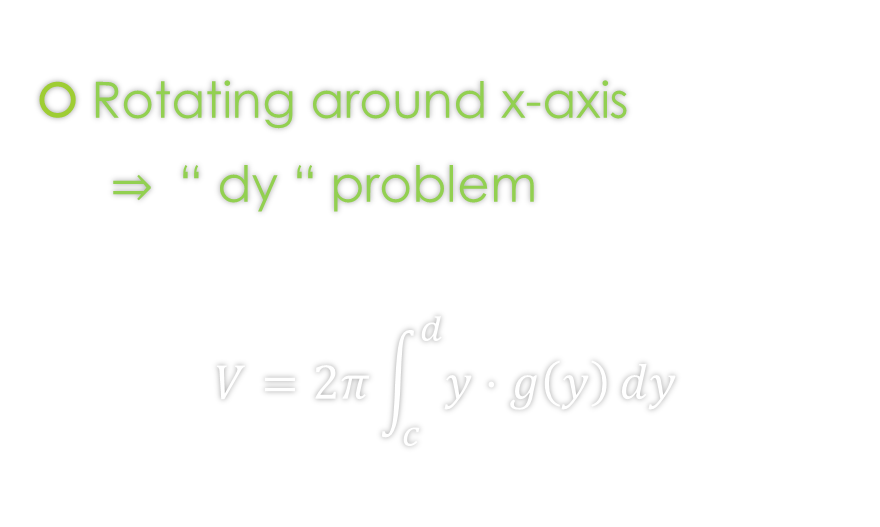 Rotating around x-axis
⇒ “ dy “ problem
V = 2π ∫_c^d y · g(y) dy